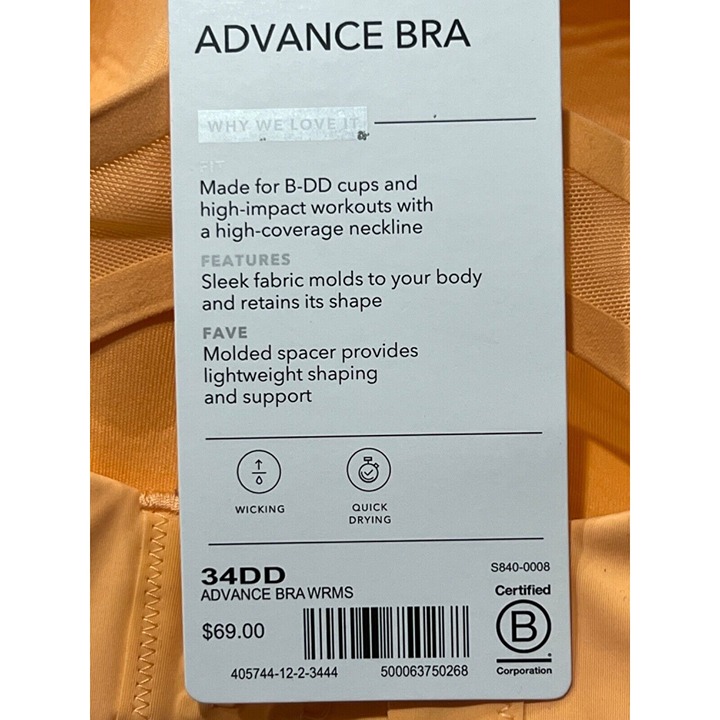 ADVANCE BRA
WHY WE LOVE IT
FIT
Made for B-DD cups and
high-impact workouts with
a high-coverage neckline
FEATURES
Sleek fabric molds to your body
and retains its shape
FAVE
Molded spacer provides
lightweight shaping
and support
WICKING
QUICK
DRYING
34DD
S840-0008
ADVANCE BRA WRMS
$69.00
405744-12-2-3444
500063750268
Certified
B
Corporation